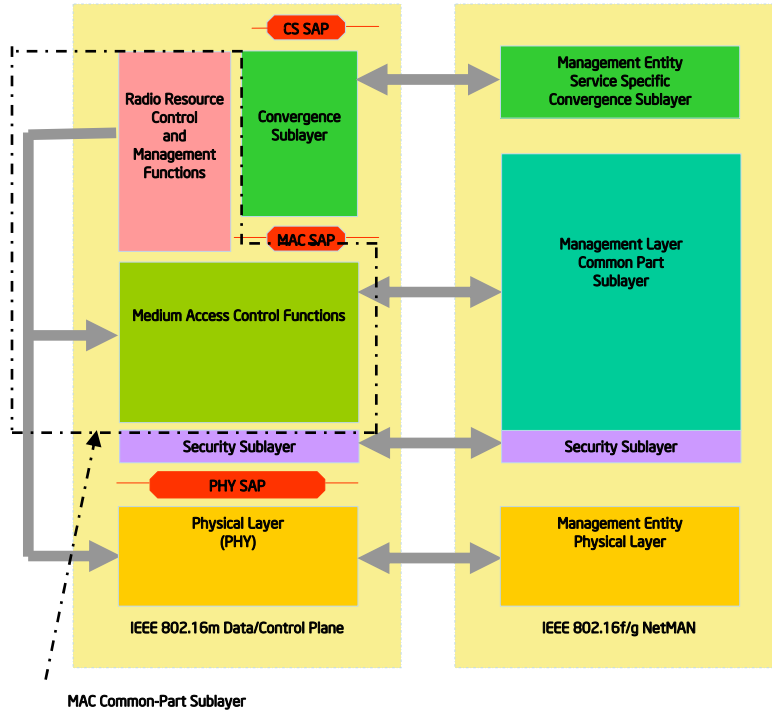 CS SAP
Radio Resource
Control
and
Management
Functions
Convergence
Sublayer
MAC SAP
Medium Access Control Functions
Security Sublayer
PHY SAP
Physical Layer
(PHY)
IEEE 802.16m Data/Control Plane
MAC Common-Part Sublayer
Management Entity
Service Specific
Convergence Sublayer
Management Layer
Common Part
Sublayer
Security Sublayer
Management Entity
Physical Layer
IEEE 802.16f/g NetMAN